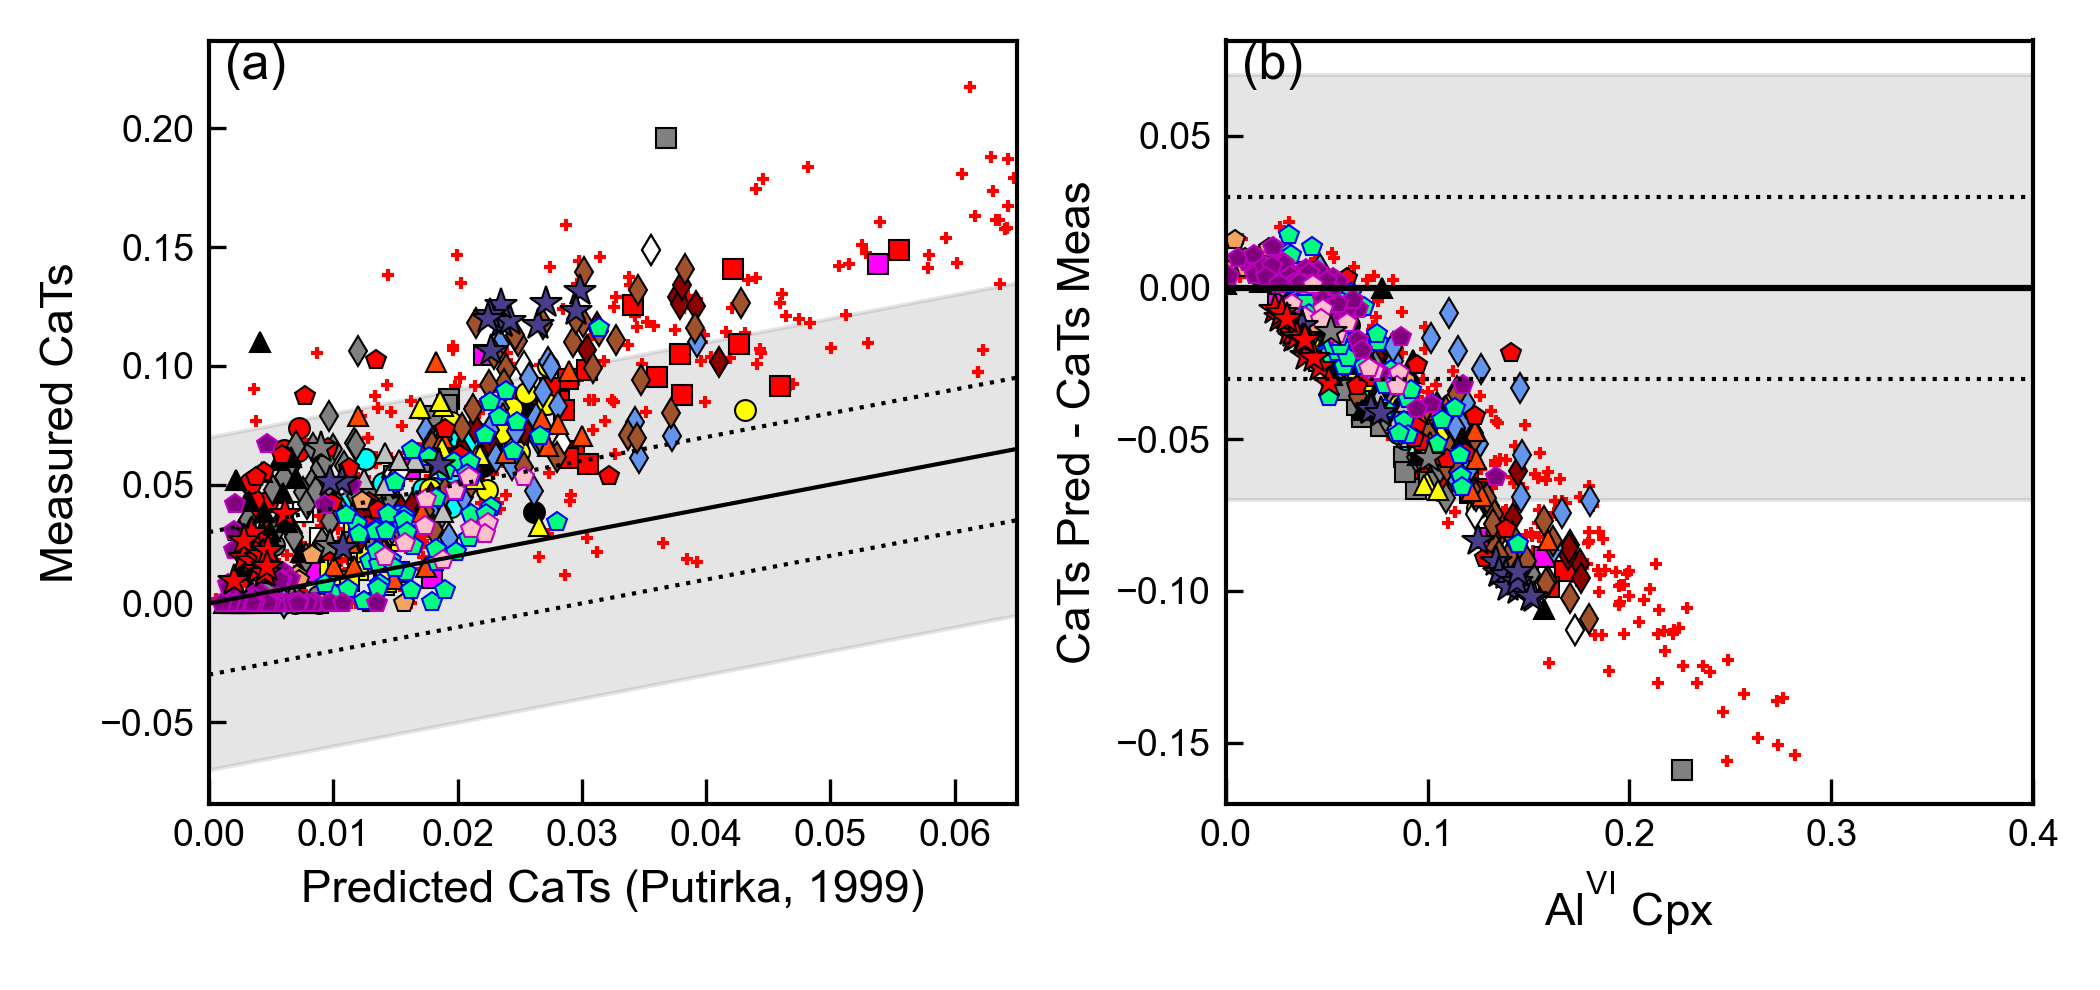 (a)
0.20
0.15
0.10
0.05
0.00
−0.05
Measured CaTs
0.00 0.01 0.02 0.03 0.04 0.05 0.06
Predicted CaTs (Putirka, 1999)
(b)
0.05
0.00
−0.05
−0.10
−0.15
CaTs Pred - CaTs Meas
0.0 0.1 0.2 0.3 0.4
Al^VI Cpx